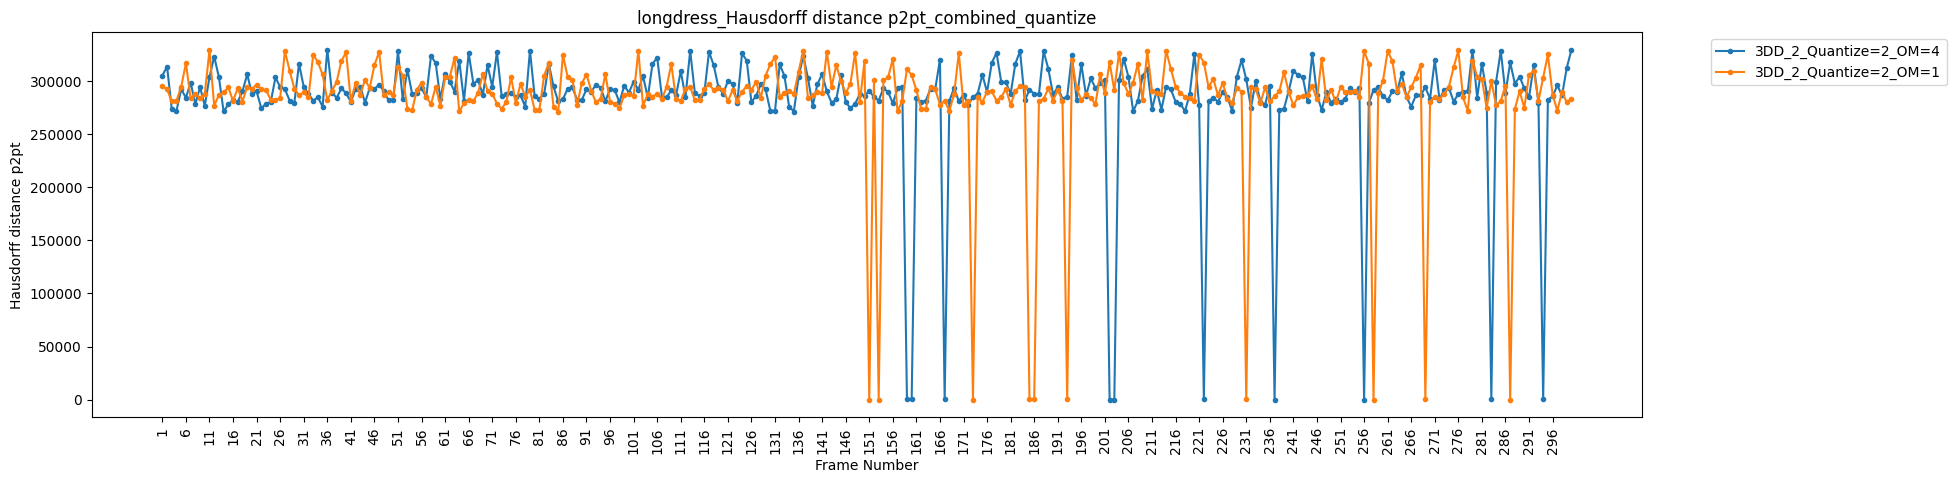 longdress_Hausdorff distance p2pt_combined_quantize
3DD_2_Quantize=2_OM=4
3DD_2_Quantize=2_OM=1
Hausdorff distance p2pt
300000
250000
200000
150000
100000
50000
0
1 6 11 16 21 26 31 36 41 46 51 56 61 66 71 76 81 86 91 96 101 106 111 116 121 126 131 136 141 146 151 156 161 166 171 176 181 186 191 196 201 206 211 216 221 226 231 236 241 246 251 256 261 266 271 276 281 286 291 296
Frame Number